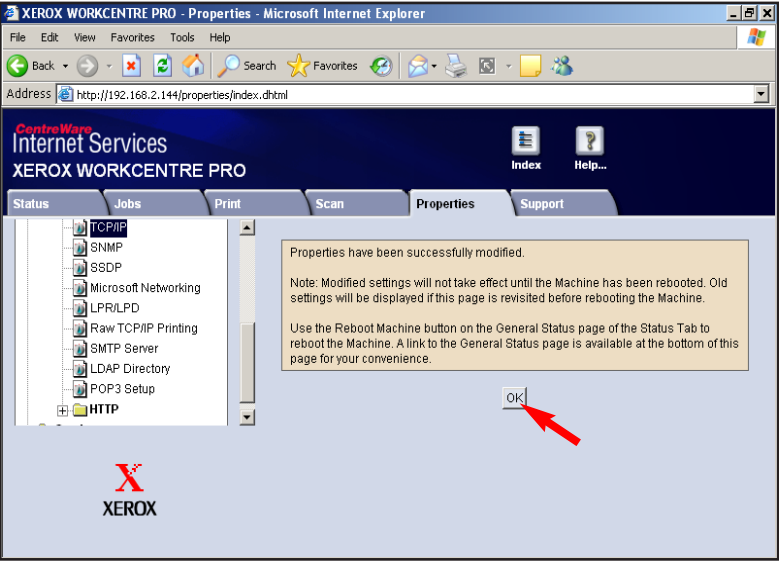 XEROX WORKCENTRE PRO - Properties - Microsoft Internet Explorer
File Edit View Favorites Tools Help
Back Search Favorites
Address http://192.168.2.144/properties/index.dhtml
CentreWare
Internet Services
XEROX WORKCENTRE PRO
Index Help...
Status Jobs Print Scan Properties Support
TCP/IP
SNMP
SSDP
Microsoft Networking
LPR/LPD
Raw TCP/IP Printing
SMTP Server
LDAP Directory
POP3 Setup
HTTP
Properties have been successfully modified.
Note: Modified settings will not take effect until the Machine has been rebooted. Old
settings will be displayed if this page is revisited before rebooting the Machine.
Use the Reboot Machine button on the General Status page of the Status Tab to
reboot the Machine. A link to the General Status page is available at the bottom of this
page for your convenience.
OK
X
XEROX